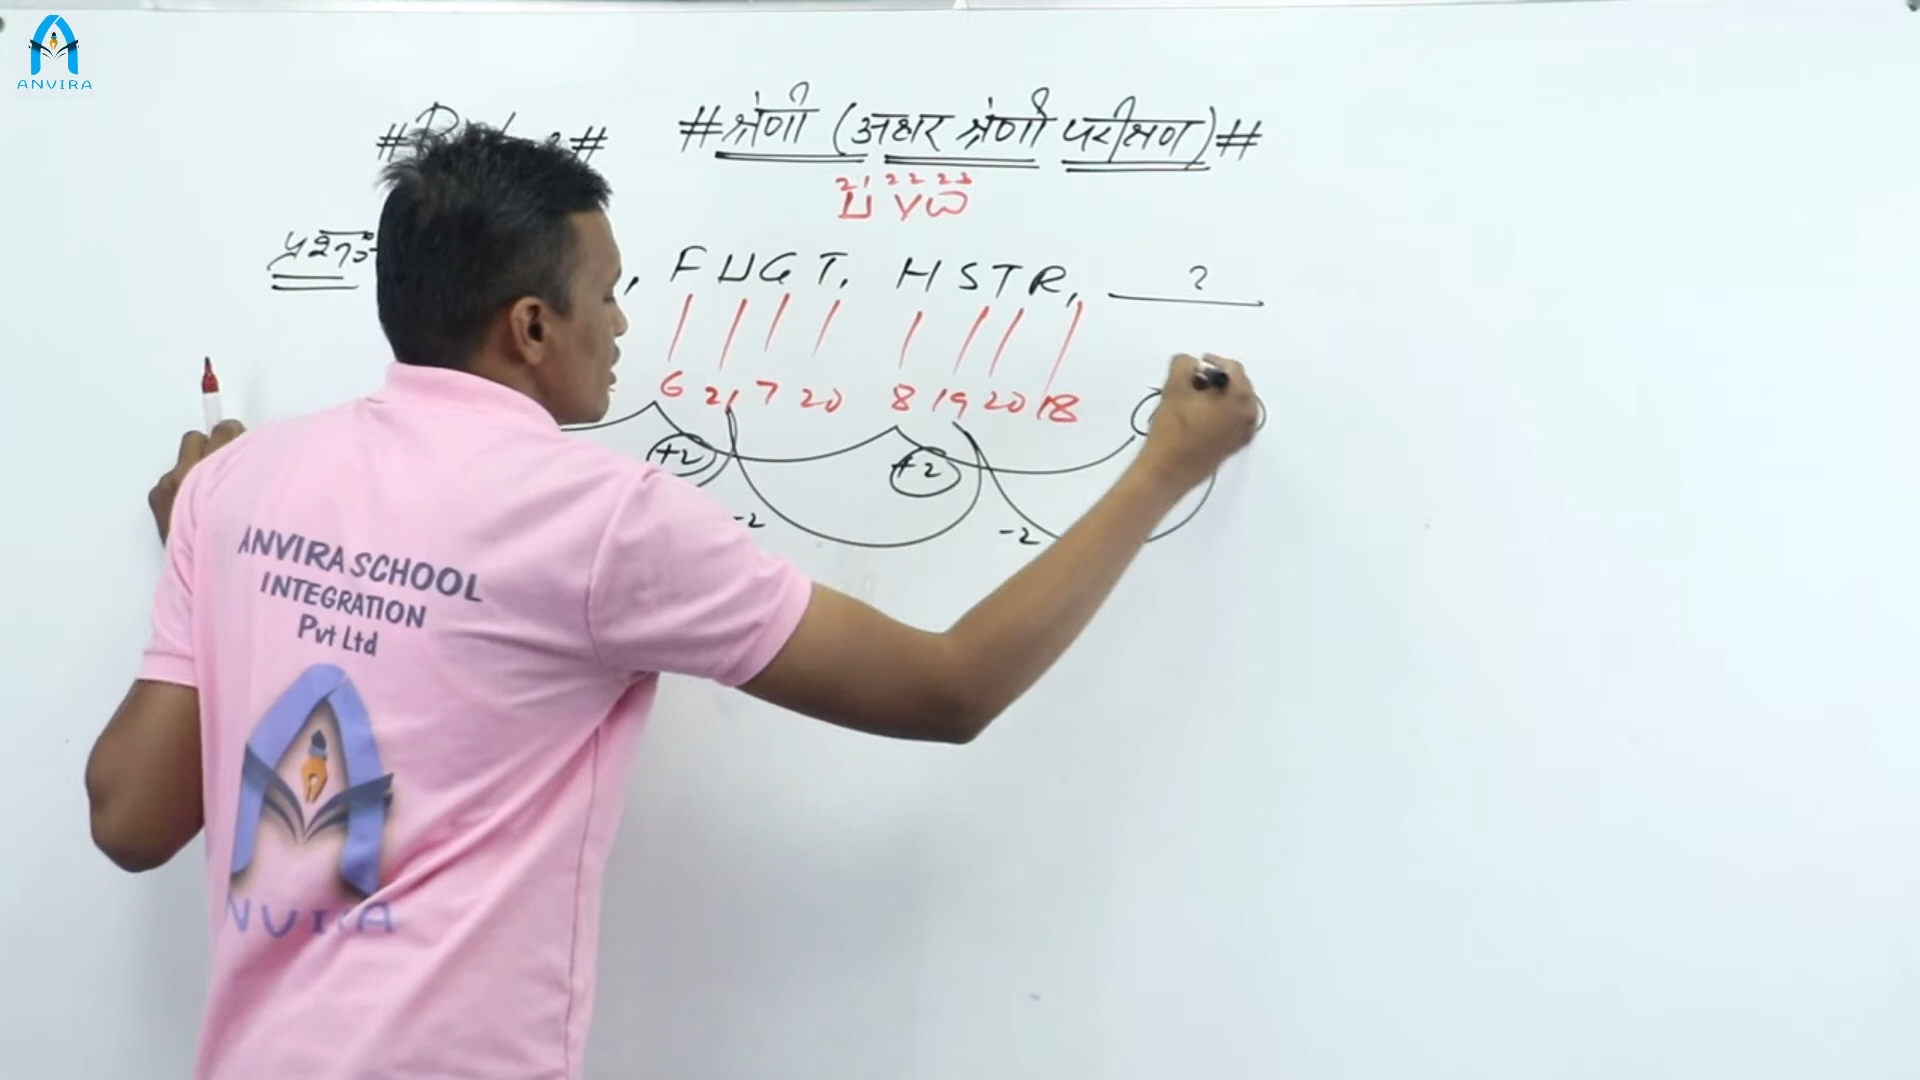 ANVIRA
# # #श्रेणी (अक्षर श्रेणी परीक्षण)#
21 22 23
U V W
प्रश्न:- , FUGT, HSTR, ?
6 21 7 20 8 19 20 18
+2 +2
-2 -2
ANVIRA SCHOOL
INTEGRATION
Pvt Ltd
NVIRA